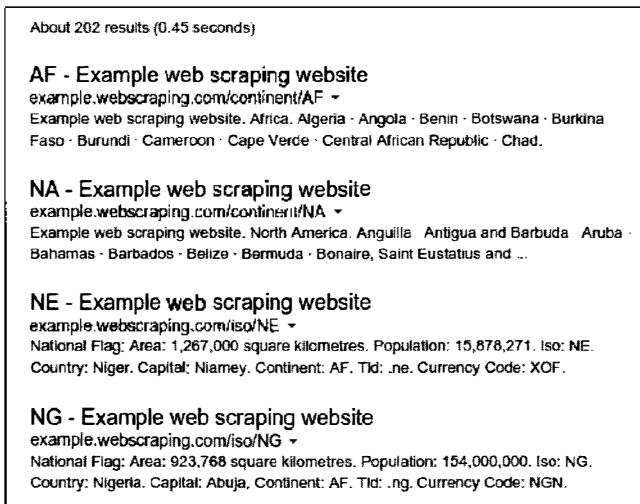 About 202 results (0.45 seconds)
AF - Example web scraping website
example.webscraping.com/continent/AF
Example web scraping website. Africa. Algeria · Angola · Benin · Botswana · Burkina
Faso · Burundi · Cameroon · Cape Verde · Central African Republic · Chad.
NA - Example web scraping website
example.webscraping.com/continent/NA
Example web scraping website. North America. Anguilla Antigua and Barbuda Aruba ·
Bahamas · Barbados · Belize · Bermuda · Bonaire, Saint Eustatius and ...
NE - Example web scraping website
example.webscraping.com/iso/NE
National Flag: Area: 1,267,000 square kilometres. Population: 15,878,271. Iso: NE.
Country: Niger. Capital: Niamey. Continent: AF. Tld: .ne. Currency Code: XOF.
NG - Example web scraping website
example.webscraping.com/iso/NG
National Flag: Area: 923,768 square kilometres. Population: 154,000,000. Iso: NG.
Country: Nigeria. Capital: Abuja, Continent: AF. Tld: .ng. Currency Code: NGN.